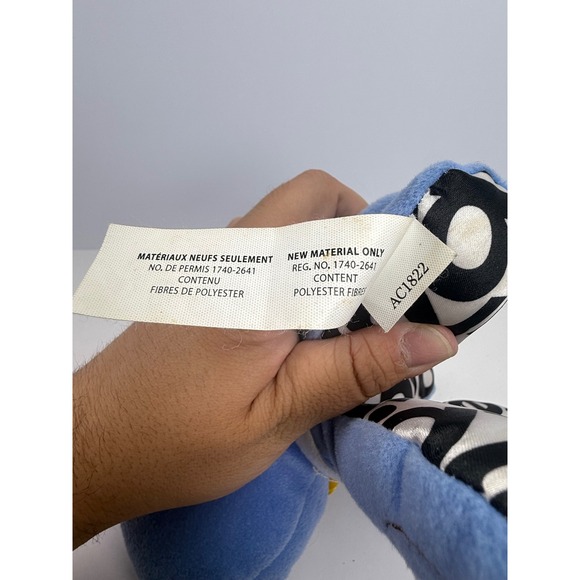 MATÉRIAUX NEUFS SEULEMENT
NO. DE PERMIS 1740-2641
CONTENU
FIBRES DE POLYESTER
NEW MATERIAL ONLY
REG. NO. 1740-2641
CONTENT
POLYESTER FIBRES
AC1822